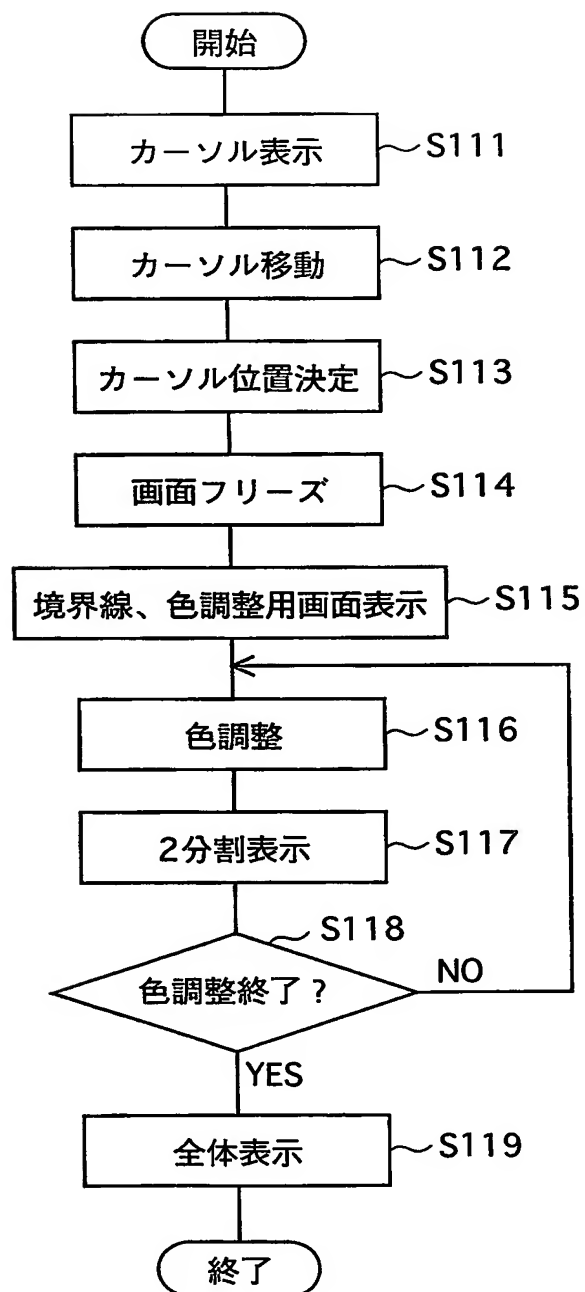 開始
カーソル表示 S111
カーソル移動 S112
カーソル位置決定 S113
画面フリーズ S114
境界線、色調整用画面表示 S115
色調整 S116
2分割表示 S117
S118
色調整終了? NO
YES
全体表示 S119
終了